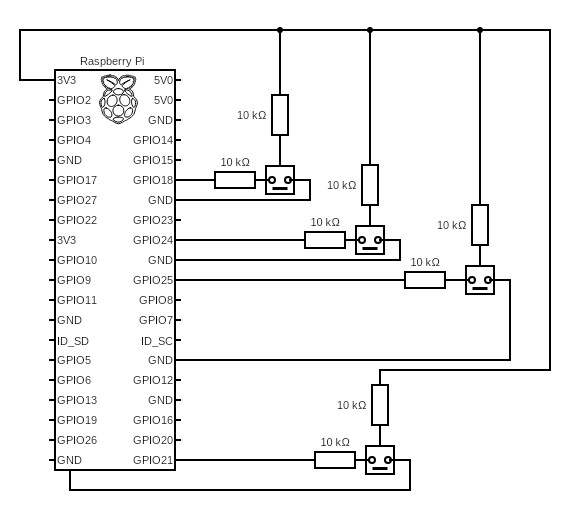 Raspberry Pi
3V3 5V0
GPIO2 5V0
GPIO3 GND
GPIO4 GPIO14
GND GPIO15
GPIO17 GPIO18
GPIO27 GND
GPIO22 GPIO23
3V3 GPIO24
GPIO10 GND
GPIO9 GPIO25
GPIO11 GPIO8
GND GPIO7
ID_SD ID_SC
GPIO5 GND
GPIO6 GPIO12
GPIO13 GND
GPIO19 GPIO16
GPIO26 GPIO20
GND GPIO21
10 kΩ
10 kΩ
10 kΩ
10 kΩ
10 kΩ
10 kΩ
10 kΩ
10 kΩ